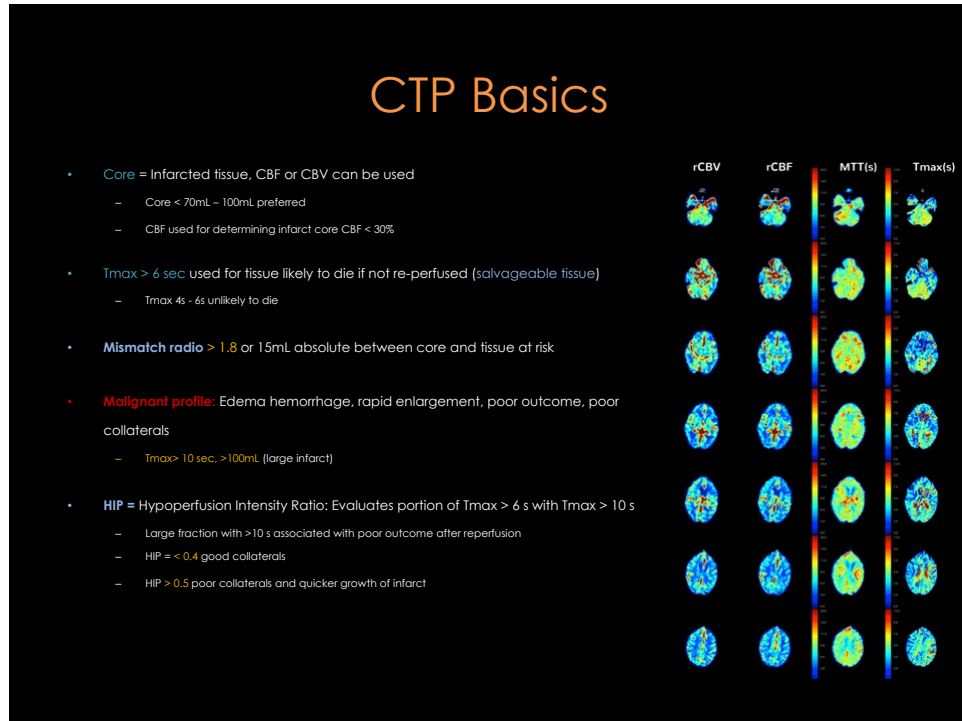 CTP Basics
• Core = Infarcted tissue, CBF or CBV can be used
– Core < 70mL – 100mL preferred
– CBF used for determining infarct core CBF < 30%
• Tmax > 6 sec used for tissue likely to die if not re-perfused (salvageable tissue)
– Tmax 4s - 6s unlikely to die
• Mismatch radio > 1.8 or 15mL absolute between core and tissue at risk
• Malignant profile: Edema hemorrhage, rapid enlargement, poor outcome, poor
collaterals
– Tmax> 10 sec, >100mL (large infarct)
• HIP = Hypoperfusion Intensity Ratio: Evaluates portion of Tmax > 6 s with Tmax > 10 s
– Large fraction with >10 s associated with poor outcome after reperfusion
– HIP = < 0.4 good collaterals
– HIP > 0.5 poor collaterals and quicker growth of infarct
rCBV rCBF MTT(s) Tmax(s)